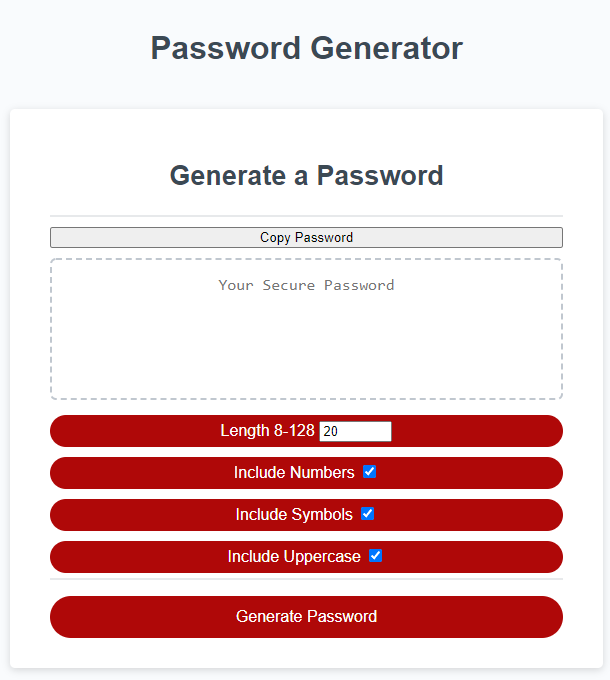 Password Generator
Generate a Password
Copy Password
Your Secure Password
Length 8-128 20
Include Numbers
Include Symbols
Include Uppercase
Generate Password